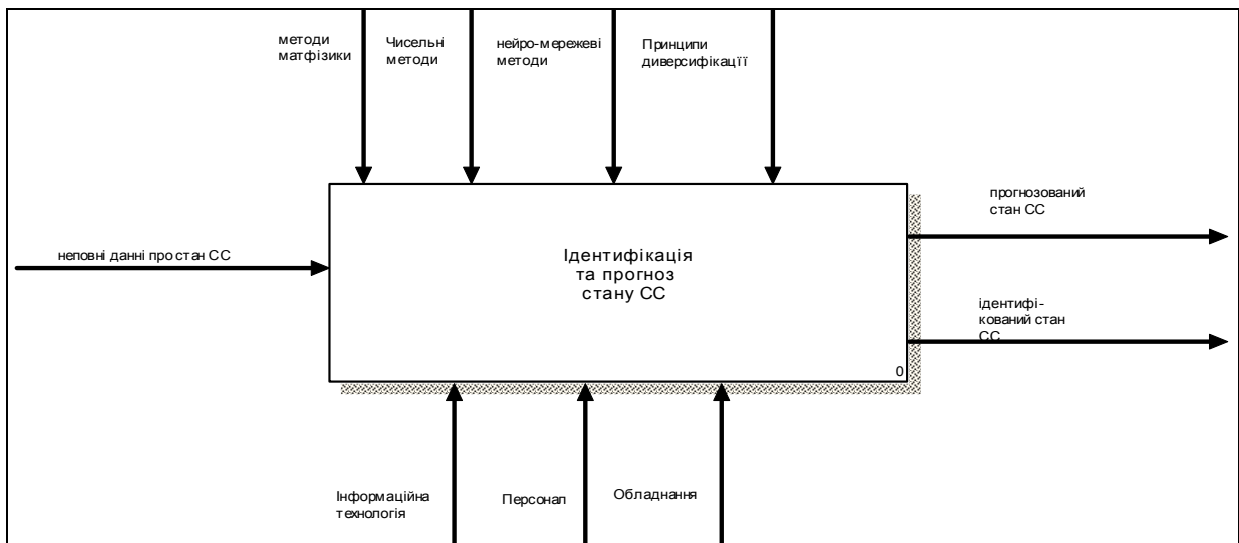 методи
матфізики
Чисельні
методи
нейро-мережеві
методи
Принципи
диверсифікацїї
прогнозований
стан СС
неповні данні про стан СС
Ідентифікація
та прогноз
стану СС
ідентифі-
кований стан
СС
0
Інформаційна
технологія
Персонал
Обладнання